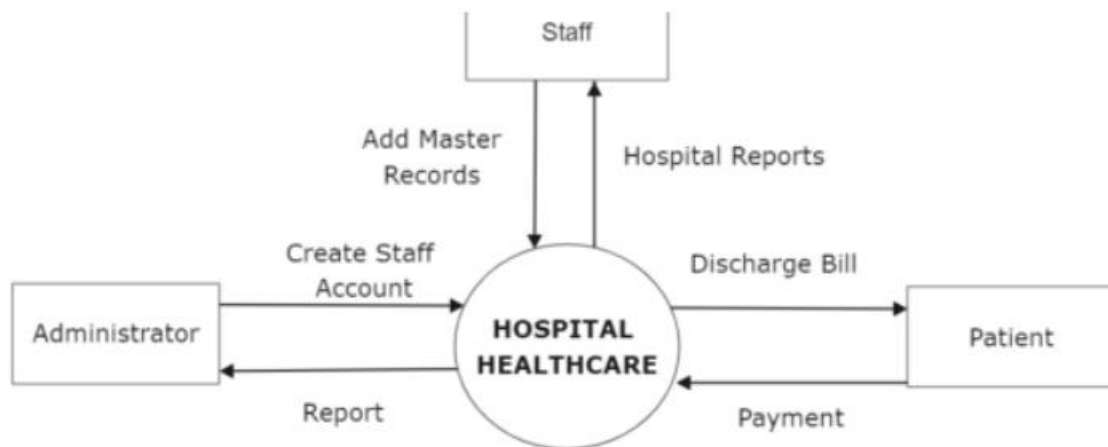 Staff
Add Master
Records
Hospital Reports
Create Staff
Account
Discharge Bill
Administrator
HOSPITAL
HEALTHCARE
Patient
Report
Payment